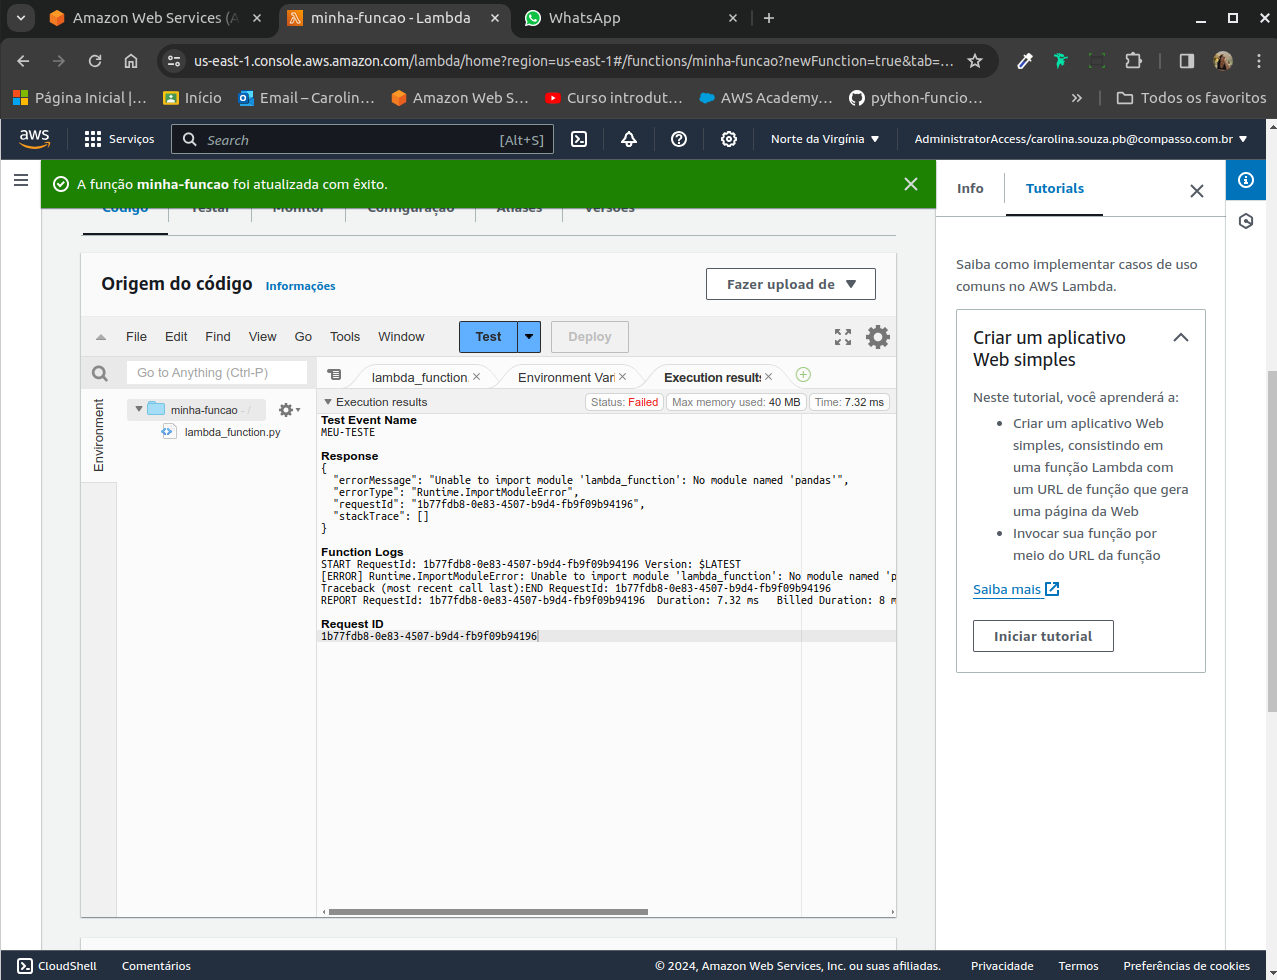 Amazon Web Services (A
minha-funcao - Lambda
WhatsApp
us-east-1.console.aws.amazon.com/lambda/home?region=us-east-1#/functions/minha-funcao?newFunction=true&tab=...
Página Inicial |...
Início
Email – Carolin...
Amazon Web S...
Curso introdut...
AWS Academy...
python-funcio...
Todos os favoritos
aws
Serviços
Search
[Alt+S]
Norte da Virgínia
AdministratorAccess/carolina.souza.pb@compasso.com.br
A função minha-funcao foi atualizada com êxito.
Info
Tutorials
Código
Testar
Monitor
Configuração
Aliases
Versões
Origem do código
Informações
Fazer upload de
File Edit Find View Go Tools Window
Test
Deploy
Go to Anything (Ctrl-P)
lambda_function
Environment Vari
Execution results
Environment
minha-funcao - /
lambda_function.py
Execution results
Status: Failed
Max memory used: 40 MB
Time: 7.32 ms
Test Event Name
MEU-TESTE
Response
{
"errorMessage": "Unable to import module 'lambda_function': No module named 'pandas'",
"errorType": "Runtime.ImportModuleError",
"requestId": "1b77fdb8-0e83-4507-b9d4-fb9f09b94196",
"stackTrace": []
}
Function Logs
START RequestId: 1b77fdb8-0e83-4507-b9d4-fb9f09b94196 Version: $LATEST
[ERROR] Runtime.ImportModuleError: Unable to import module 'lambda_function': No module named 'p
Traceback (most recent call last):END RequestId: 1b77fdb8-0e83-4507-b9d4-fb9f09b94196
REPORT RequestId: 1b77fdb8-0e83-4507-b9d4-fb9f09b94196 Duration: 7.32 ms Billed Duration: 8 m
Request ID
1b77fdb8-0e83-4507-b9d4-fb9f09b94196
Saiba como implementar casos de uso
comuns no AWS Lambda.
Criar um aplicativo
Web simples
Neste tutorial, você aprenderá a:
• Criar um aplicativo Web
simples, consistindo em
uma função Lambda com
um URL de função que gera
uma página da Web
• Invocar sua função por
meio do URL da função
Saiba mais
Iniciar tutorial
CloudShell
Comentários
© 2024, Amazon Web Services, Inc. ou suas afiliadas.
Privacidade
Termos
Preferências de cookies